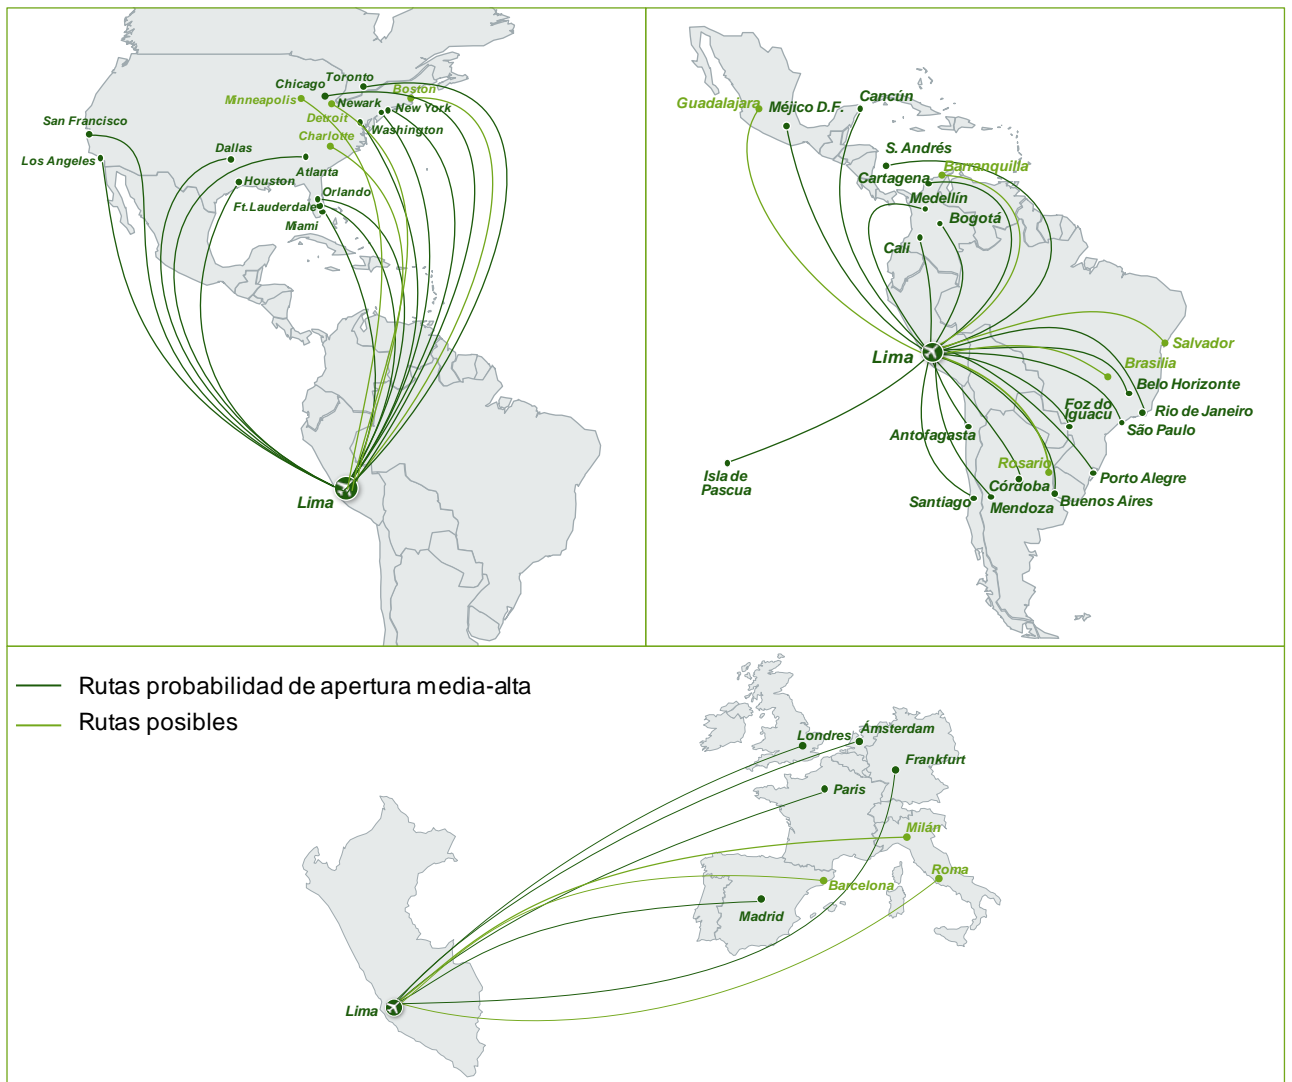 Toronto
Chicago
Boston
Minneapolis
Newark
New York
Detroit
San Francisco
Washington
Charlotte
Dallas
Los Angeles
Atlanta
Houston
Orlando
Ft.Lauderdale
Miami
Lima
Cancún
Guadalajara
Méjico D.F.
S. Andrés
Barranquilla
Cartagena
Medellín
Bogotá
Cali
Lima
Salvador
Brasilia
Belo Horizonte
Foz do
Iguacu
Rio de Janeiro
São Paulo
Antofagasta
Rosario
Isla de
Pascua
Porto Alegre
Córdoba
Santiago
Mendoza
Buenos Aires
Rutas probabilidad de apertura media-alta
Rutas posibles
Londres
Ámsterdam
Frankfurt
Paris
Milán
Roma
Barcelona
Madrid
Lima